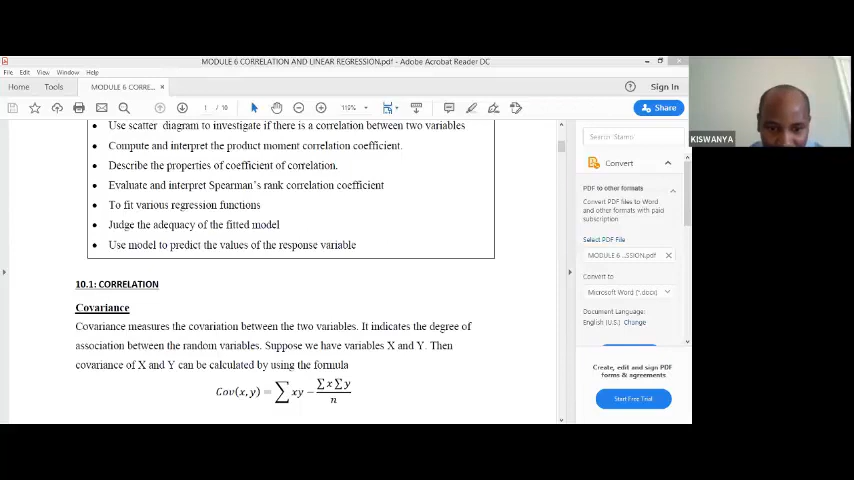 MODULE 6 CORRELATION AND LINEAR REGRESSION.pdf - Adobe Acrobat Reader DC
File Edit View Window Help
Home Tools MODULE 6 CORRE... × Sign In
1 / 10 119% Share
KISWANYA
• Use scatter diagram to investigate if there is a correlation between two variables
• Compute and interpret the product moment correlation coefficient.
• Describe the properties of coefficient of correlation.
• Evaluate and interpret Spearman's rank correlation coefficient
• To fit various regression functions
• Judge the adequacy of the fitted model
• Use model to predict the values of the response variable
10.1: CORRELATION
Covariance
Covariance measures the covariation between the two variables. It indicates the degree of
association between the random variables. Suppose we have variables X and Y. Then
covariance of X and Y can be calculated by using the formula
Cov(x, y) = ∑ xy − ∑ x ∑ y / n
Convert
PDF to other formats
Convert PDF files to Word
and other formats with paid
subscription.
Select PDF File
MODULE 6 ...SSION.pdf ×
Convert to
Microsoft Word (*.docx)
Document Language:
English (U.S.) Change
Create, edit and sign PDF
forms & agreements
Start Free Trial